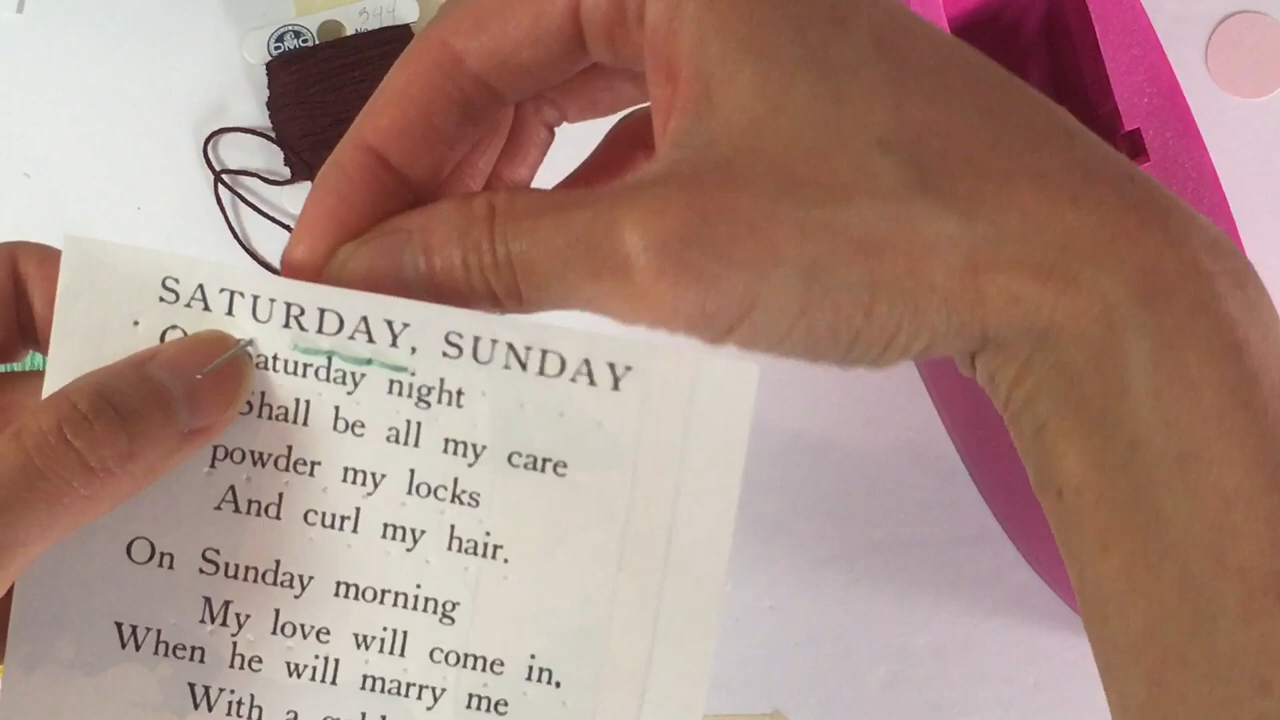 DMC
SATURDAY, SUNDAY
Saturday night
Shall be all my care
powder my locks
And curl my hair.
On Sunday morning
My love will come in,
When he will marry me
With a